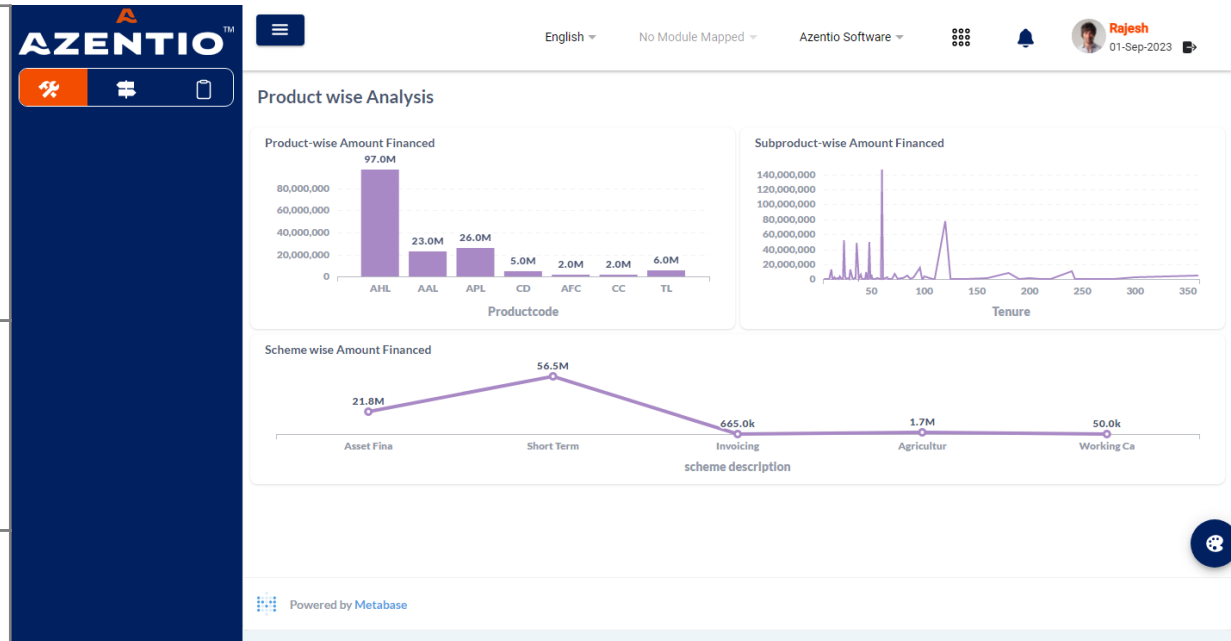 AZENTIO™
English
No Module Mapped
Azentio Software
Rajesh
01-Sep-2023
Product wise Analysis
Product-wise Amount Financed
97.0M
80,000,000
60,000,000
40,000,000
20,000,000
0
23.0M
26.0M
5.0M
2.0M
2.0M
6.0M
AHL AAL APL CD AFC CC TL
Productcode
Subproduct-wise Amount Financed
140,000,000
120,000,000
100,000,000
80,000,000
60,000,000
40,000,000
20,000,000
0
50 100 150 200 250 300 350
Tenure
Scheme wise Amount Financed
21.8M
56.5M
665.0k
1.7M
50.0k
Asset Fina Short Term Invoicing Agricultur Working Ca
scheme description
Powered by Metabase